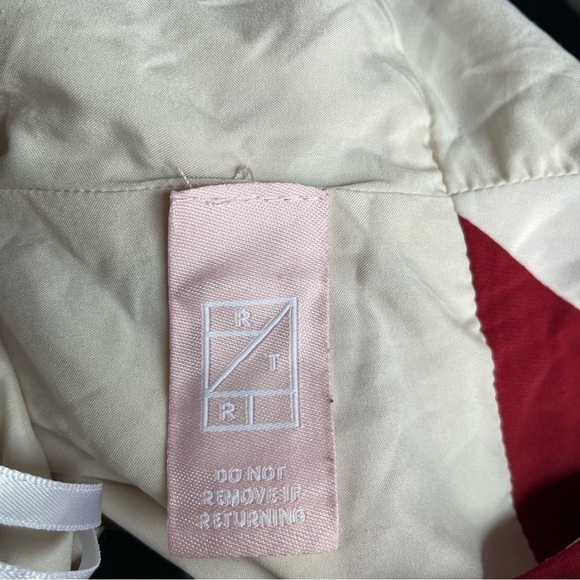 R
T
R
DO NOT
REMOVE IF
RETURNING